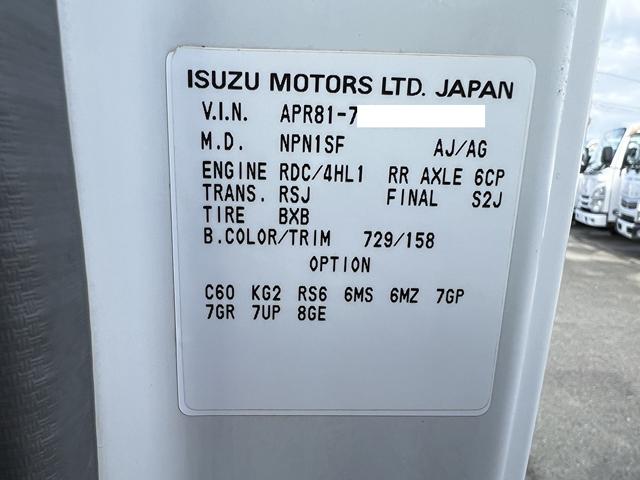 ISUZU MOTORS LTD. JAPAN
V.I.N. APR81-7
M.D. NPN1SF AJ/AG
ENGINE RDC/4HL1 RR AXLE 6CP
TRANS. RSJ FINAL S2J
TIRE BXB
B.COLOR/TRIM 729/158
OPTION
C60 KG2 RS6 6MS 6MZ 7GP
7GR 7UP 8GE